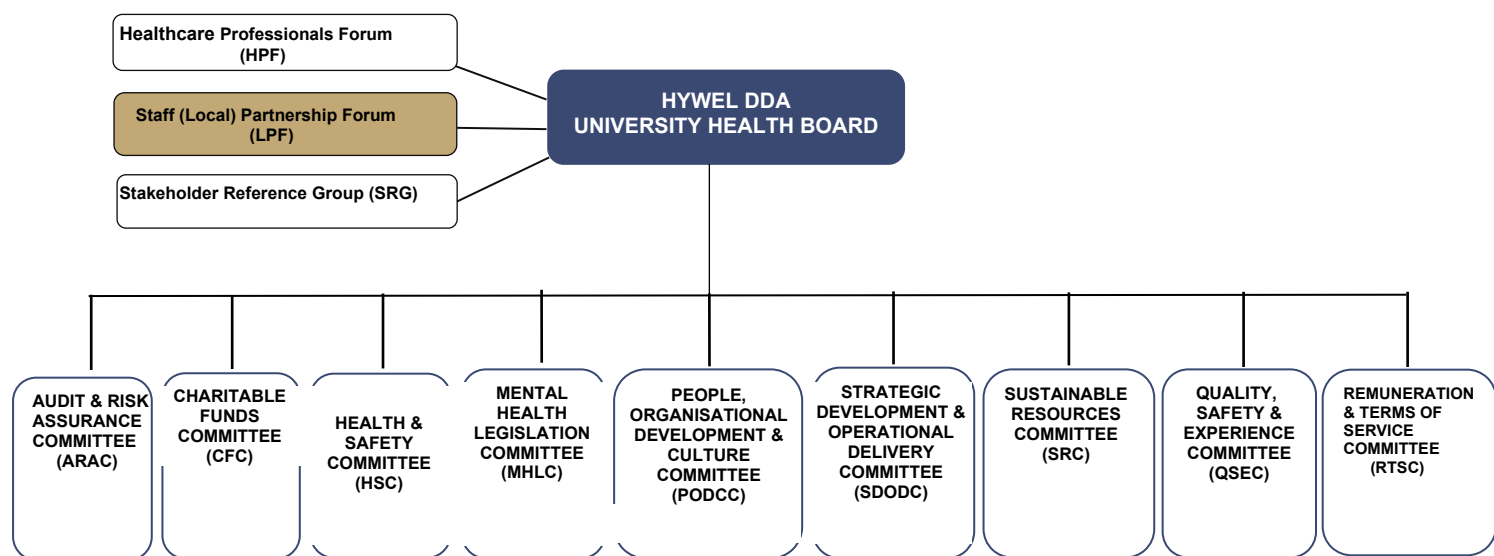 Healthcare Professionals Forum
(HPF)
Staff (Local) Partnership Forum
(LPF)
Stakeholder Reference Group (SRG)
HYWEL DDA
UNIVERSITY HEALTH BOARD
AUDIT & RISK
ASSURANCE
COMMITTEE
(ARAC)
CHARITABLE
FUNDS
COMMITTEE
(CFC)
HEALTH &
SAFETY
COMMITTEE
(HSC)
MENTAL
HEALTH
LEGISLATION
COMMITTEE
(MHLC)
PEOPLE,
ORGANISATIONAL
DEVELOPMENT &
CULTURE
COMMITTEE
(PODCC)
STRATEGIC
DEVELOPMENT &
OPERATIONAL
DELIVERY
COMMITTEE
(SDODC)
SUSTAINABLE
RESOURCES
COMMITTEE
(SRC)
QUALITY,
SAFETY &
EXPERIENCE
COMMITTEE
(QSEC)
REMUNERATION
& TERMS OF
SERVICE
COMMITTEE
(RTSC)